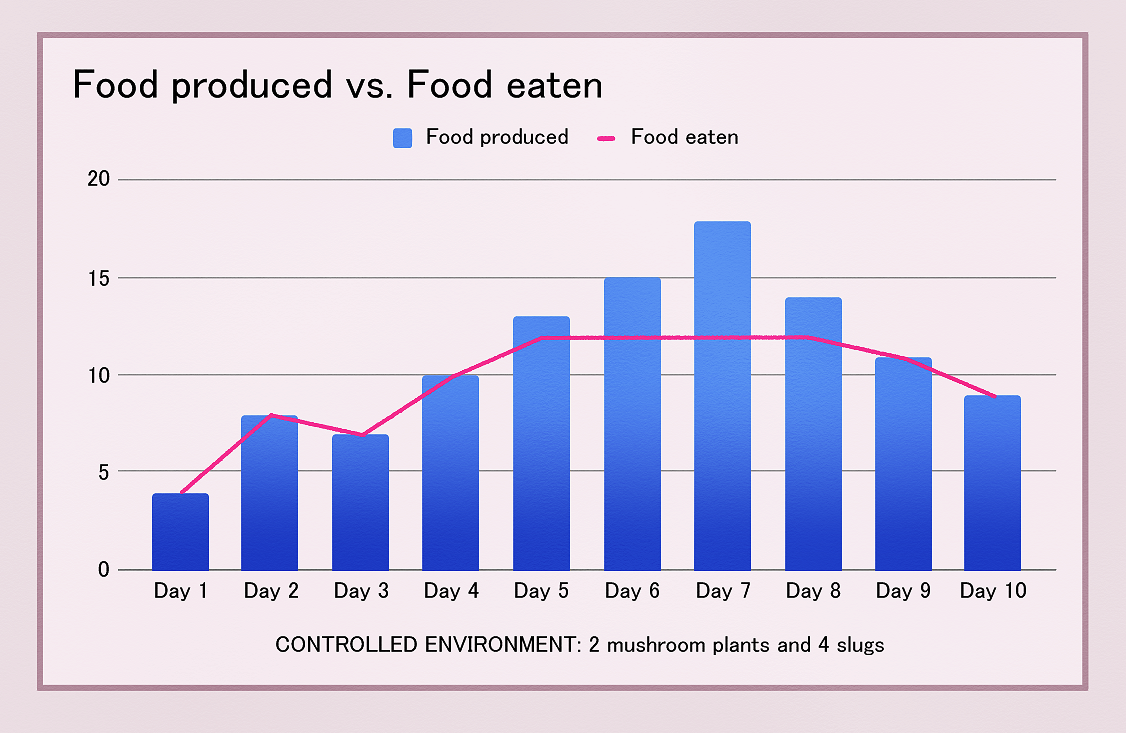 Food produced vs. Food eaten
Food produced Food eaten
20
15
10
5
0
Day 1 Day 2 Day 3 Day 4 Day 5 Day 6 Day 7 Day 8 Day 9 Day 10
CONTROLLED ENVIRONMENT: 2 mushroom plants and 4 slugs